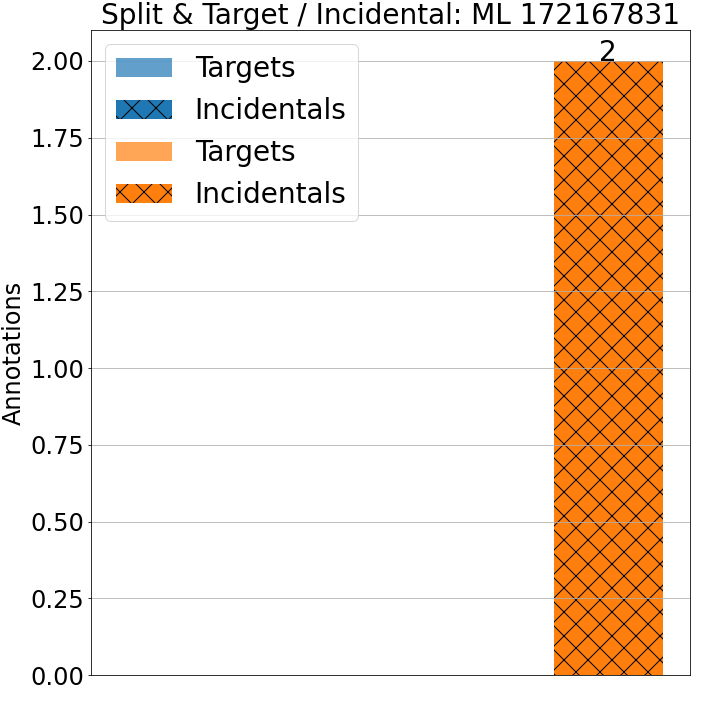 Split & Target / Incidental: ML 172167831
2
2.00
1.75
1.50
1.25
1.00
0.75
0.50
0.25
0.00
Annotations
Targets
Incidentals
Targets
Incidentals